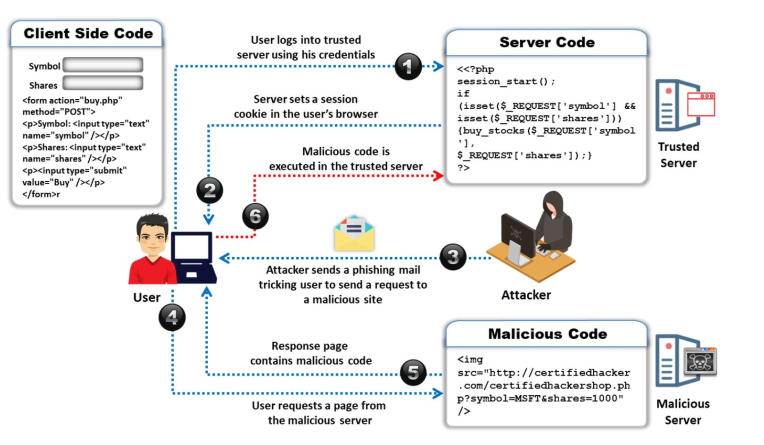 Client Side Code
Symbol
Shares
<form action="buy.php"
method="POST">
<p>Symbol: <input type="text"
name="symbol" /></p>
<p>Shares: <input type="text"
name="shares" /></p>
<p><input type="submit"
value="Buy" /></p>
</form>r
User logs into trusted
server using his credentials
1
Server Code
<<?php
session_start();
if
(isset($_REQUEST['symbol'] &&
isset($_REQUEST['shares']))
{buy_stocks($_REQUEST['symbol
'],
$_REQUEST['shares']);}
?>
Trusted
Server
Server sets a session
cookie in the user's browser
2
Malicious code is
executed in the trusted server
6
User
Attacker sends a phishing mail
tricking user to send a request to
a malicious site
3
Attacker
4
Response page
contains malicious code
5
User requests a page from
the malicious server
Malicious Code
<img
src="http://certifiedhacker
.com/certifiedhackershop.ph
p?symbol=MSFT&shares=1000"
/>
Malicious
Server